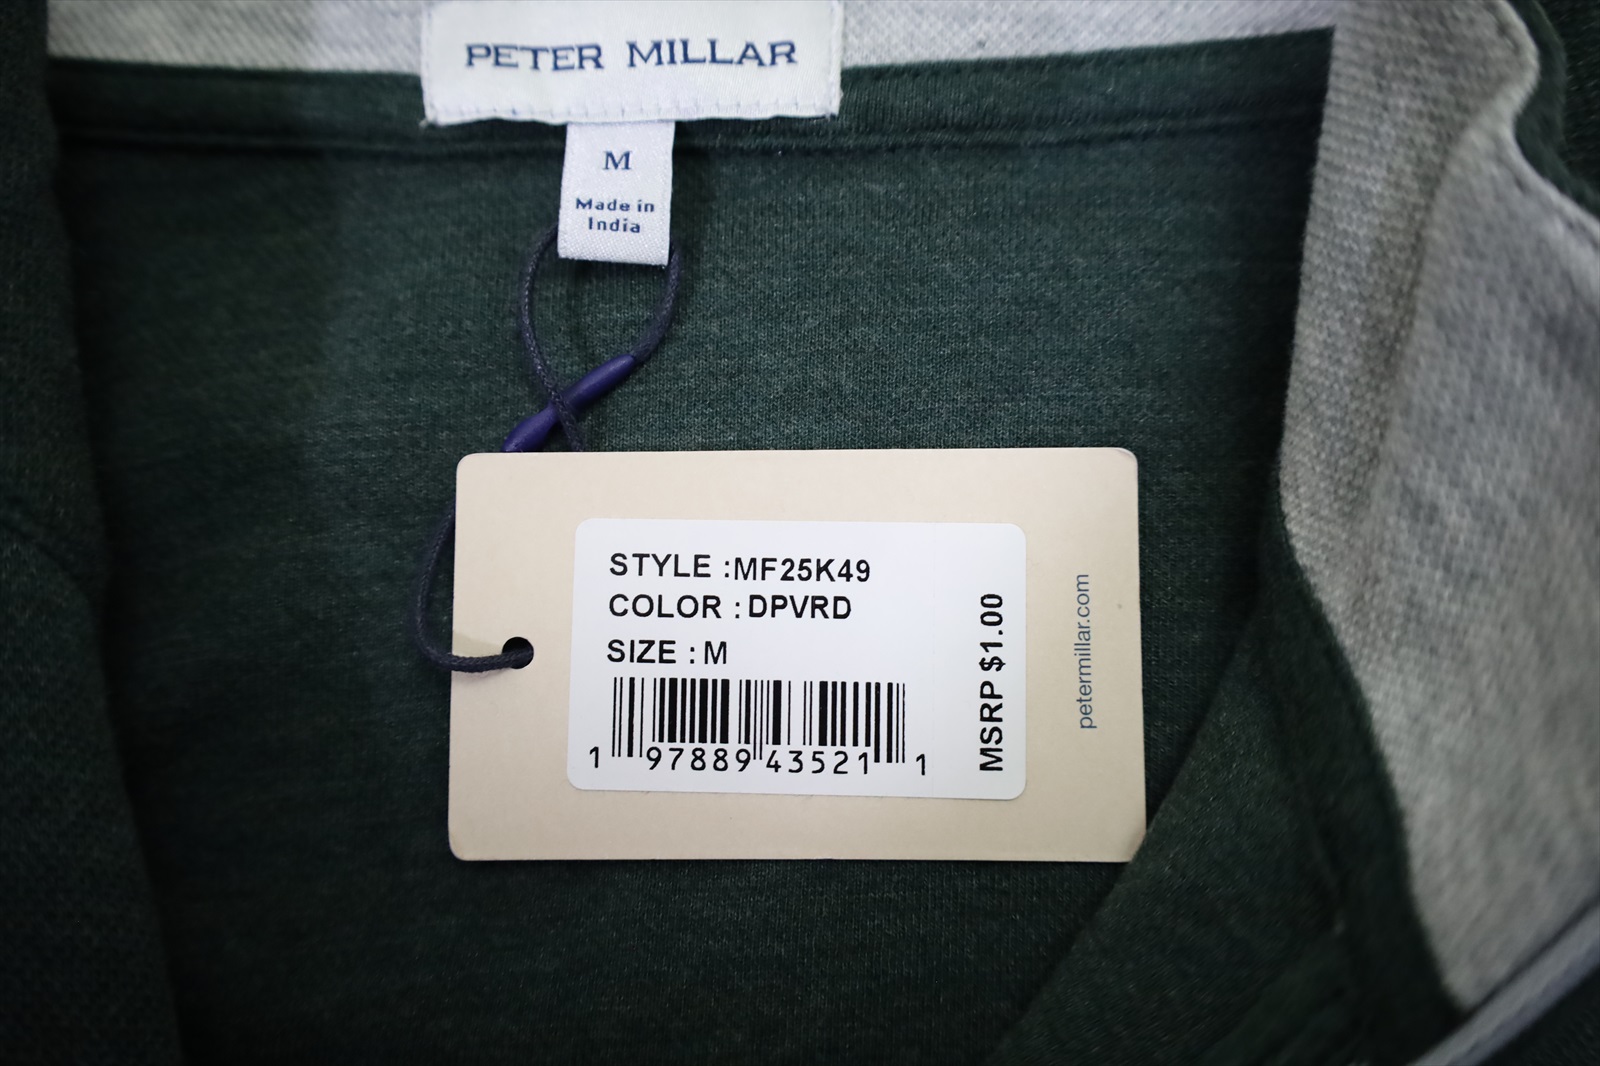 PETER MILLAR
M
Made in
India
STYLE :MF25K49
COLOR : DPVRD
SIZE : M
1 97889 43521 1
MSRP $1.00
petermillar.com